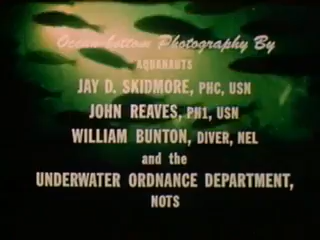 Ocean bottom Photography By
AQUANAUTS
JAY D. SKIDMORE, PHC, USN
JOHN REAVES, PH1, USN
WILLIAM BUNTON, DIVER, NEL
and the
UNDERWATER ORDNANCE DEPARTMENT,
NOTS